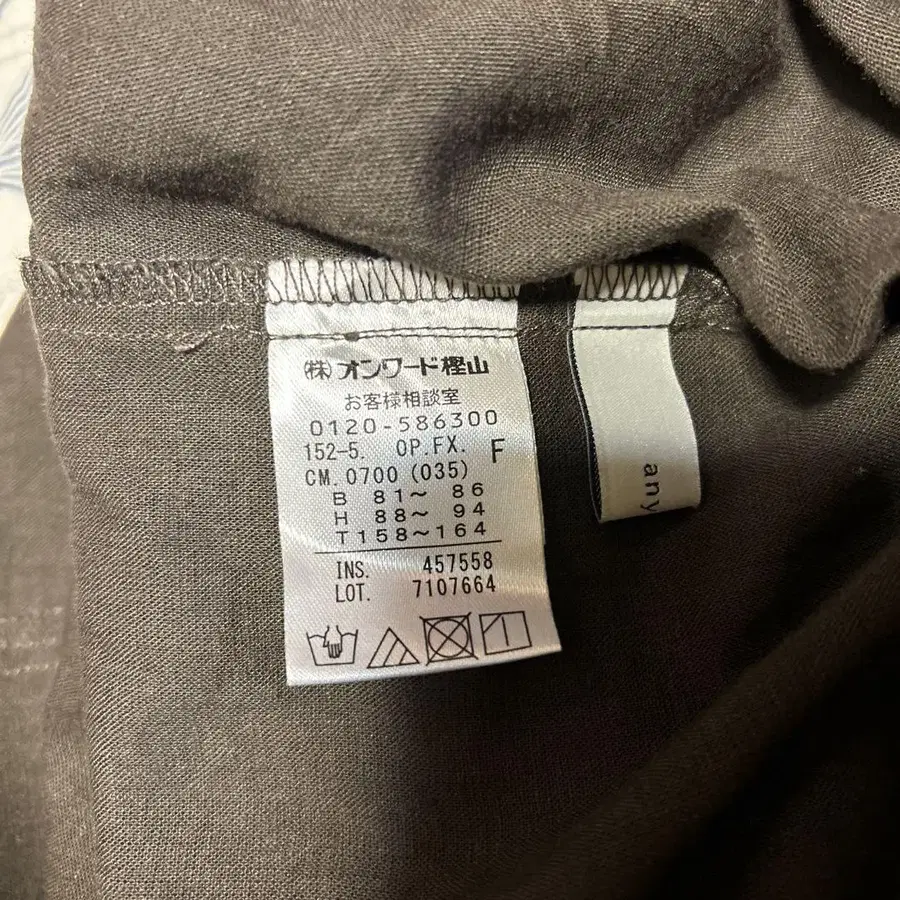 (株)オンワード樫山
お客様相談室
0120-586300
152-5. OP.FX. F
CM.0700 (035)
B 81〜 86
H 88〜 94
T158〜164
INS. 457558
LOT. 7107664
any